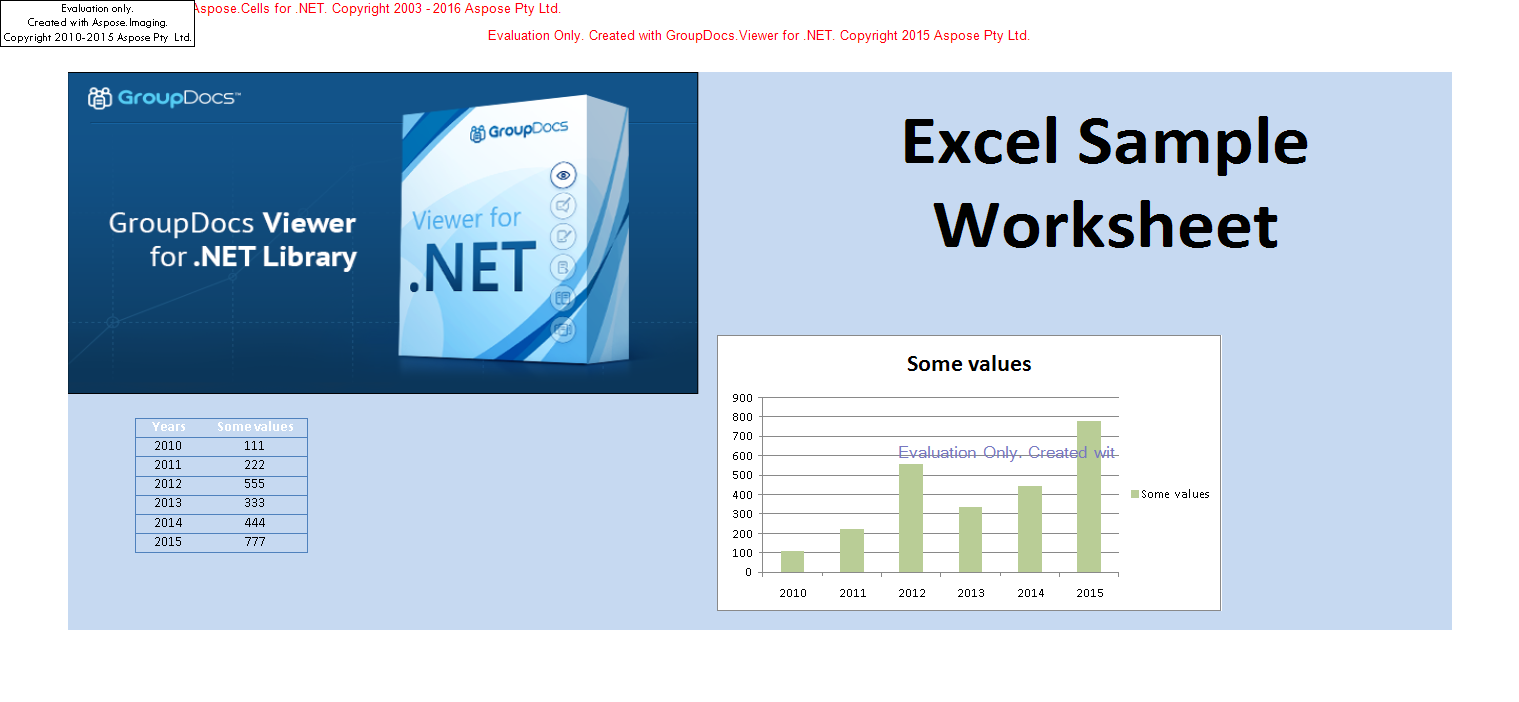 Evaluation only.
Created with Aspose.Imaging.
Copyright 2010-2015 Aspose Pty Ltd.
Aspose.Cells for .NET. Copyright 2003 - 2016 Aspose Pty Ltd.
Evaluation Only. Created with GroupDocs.Viewer for .NET. Copyright 2015 Aspose Pty Ltd.
GroupDocs™
GroupDocs Viewer
for .NET Library
GroupDocs
Viewer for
.NET
Excel Sample
Worksheet
Years Some values
2010 111
2011 222
2012 555
2013 333
2014 444
2015 777
Some values
900
800
700
600
500
400
300
200
100
0
Evaluation Only. Created wit
2010 2011 2012 2013 2014 2015
Some values